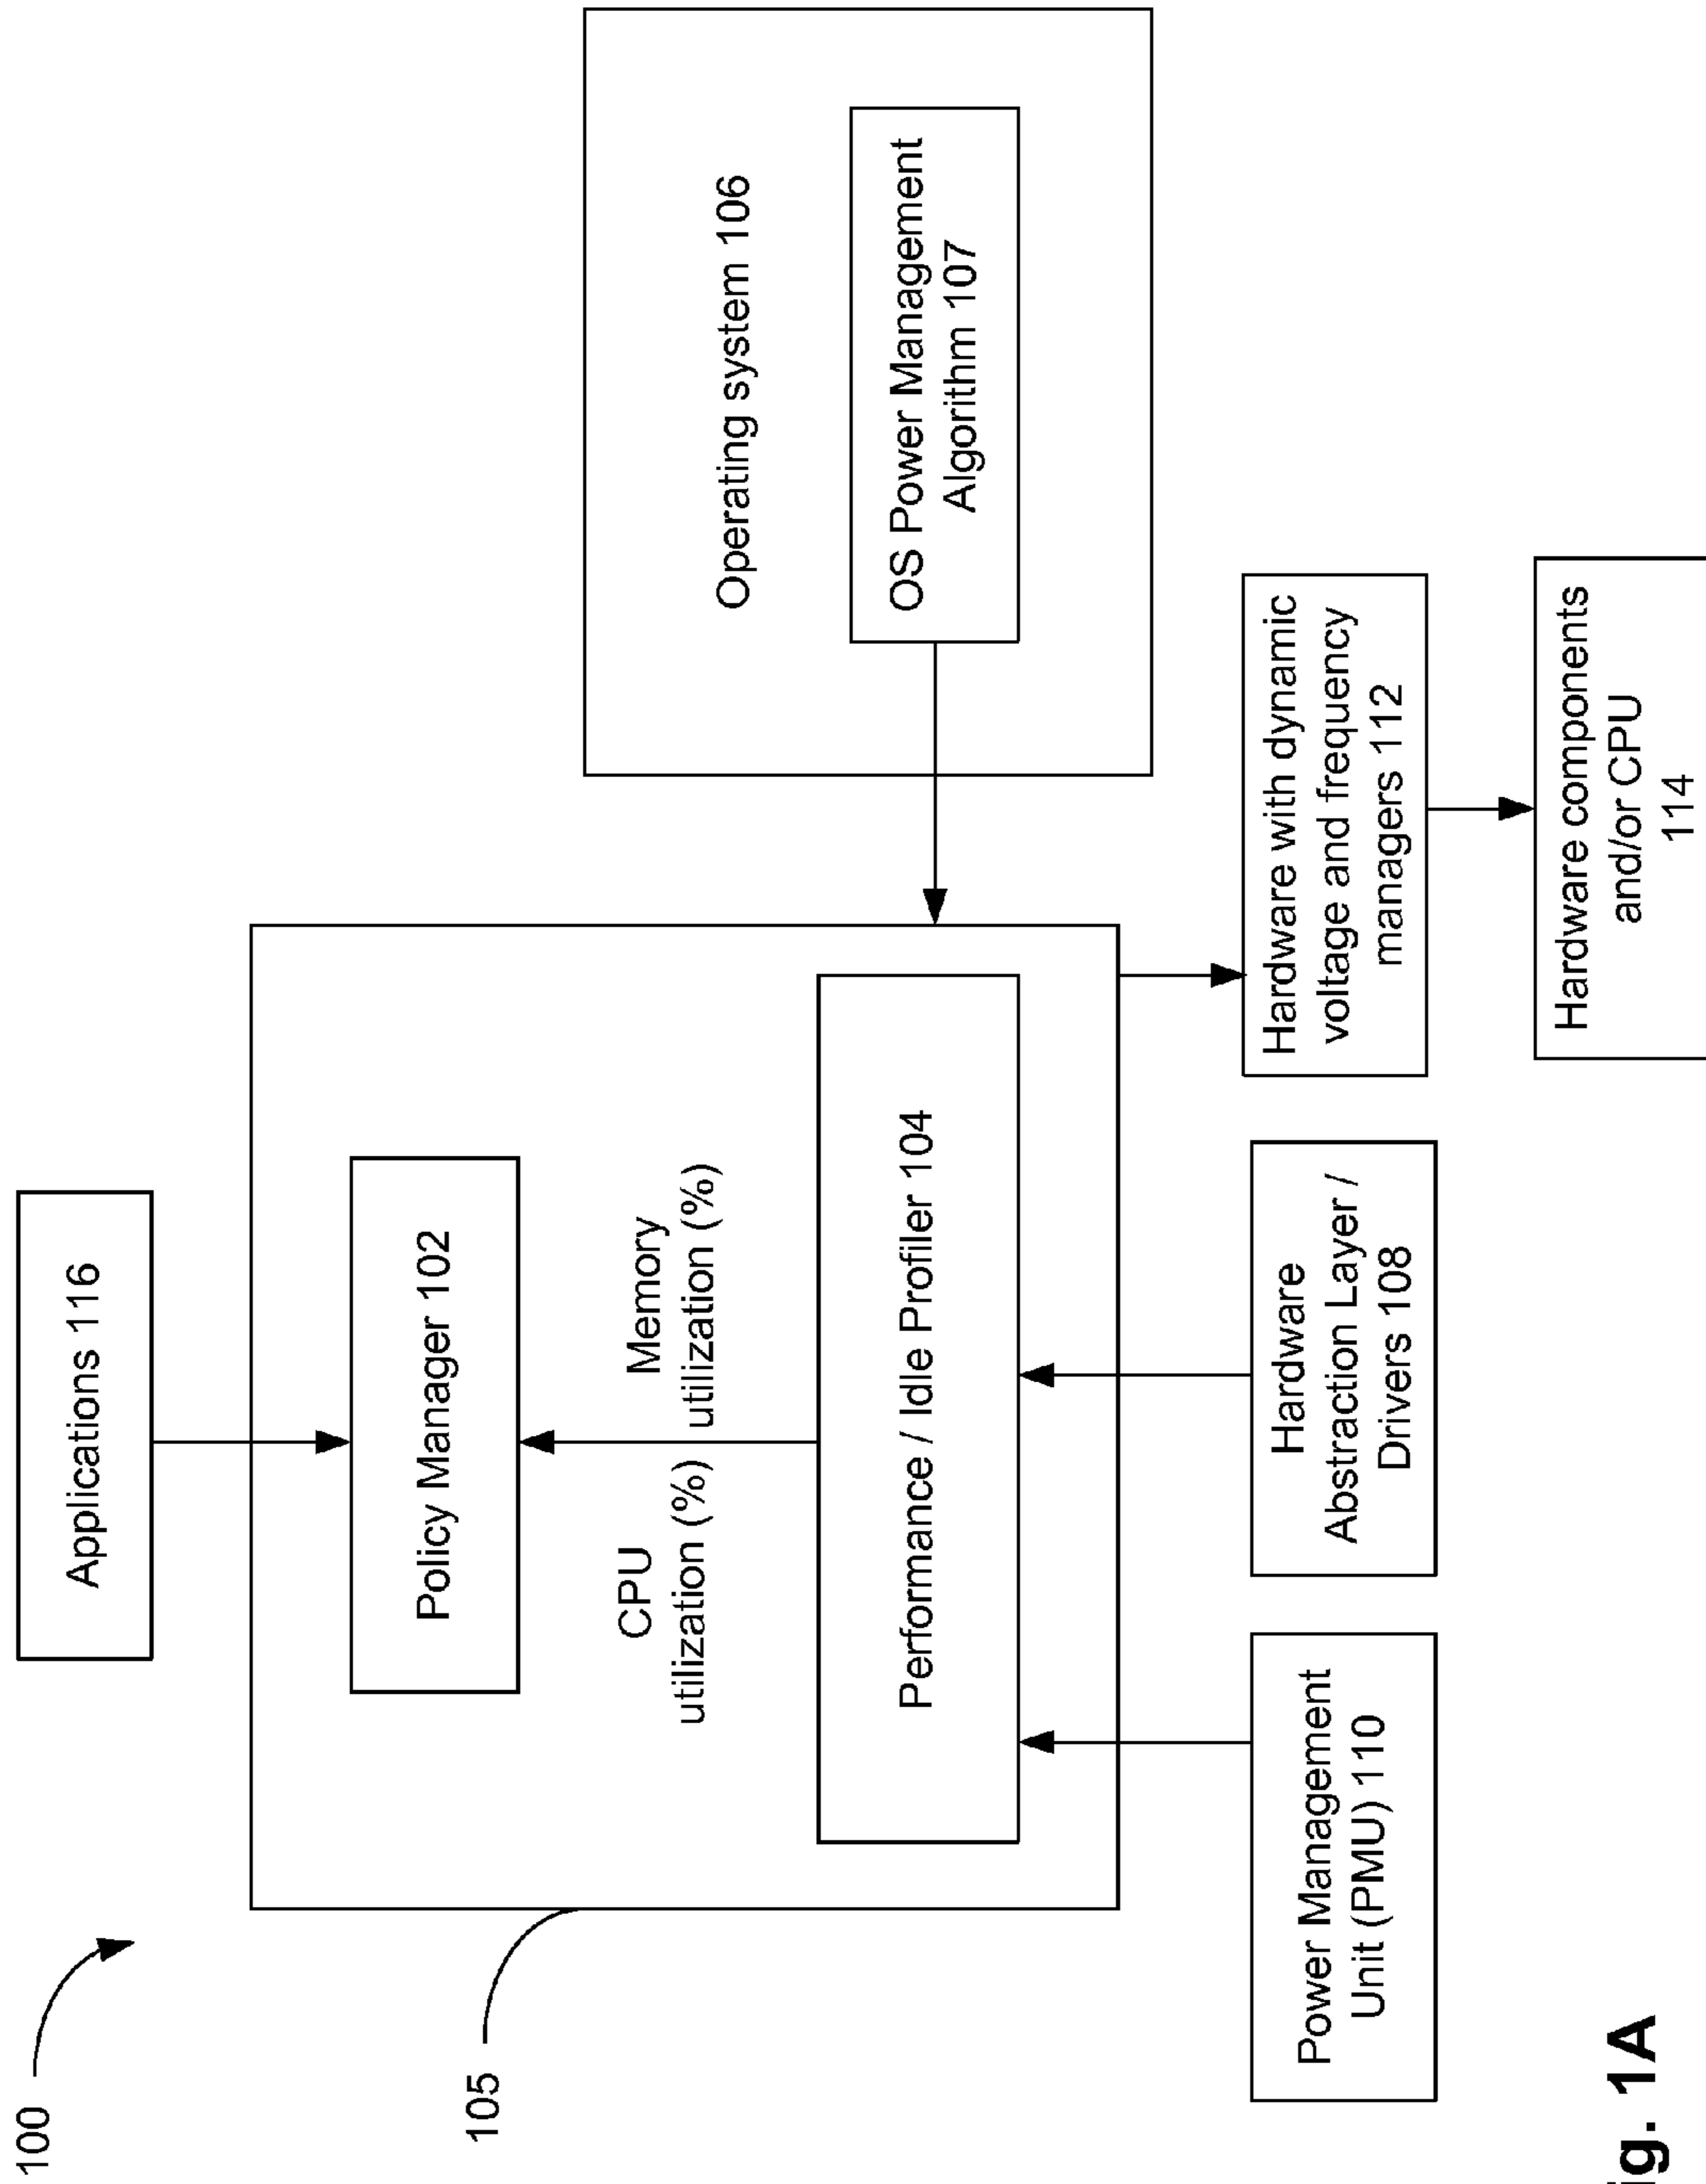 100
Applications 116
105
Policy Manager 102
CPU
utilization (%)
Memory
utilization (%)
Performance / Idle Profiler 104
Operating system 106
OS Power Management
Algorithm 107
Power Management
Unit (PMU) 110
Hardware
Abstraction Layer /
Drivers 108
Hardware with dynamic
voltage and frequency
managers 112
Hardware components
and/or CPU
114
ig. 1A